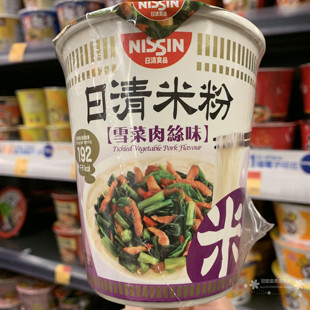 NISSIN
日清食品
日清米粉
【雪菜肉絲味】
Pickled Vegetable Pork Flavour
192
米